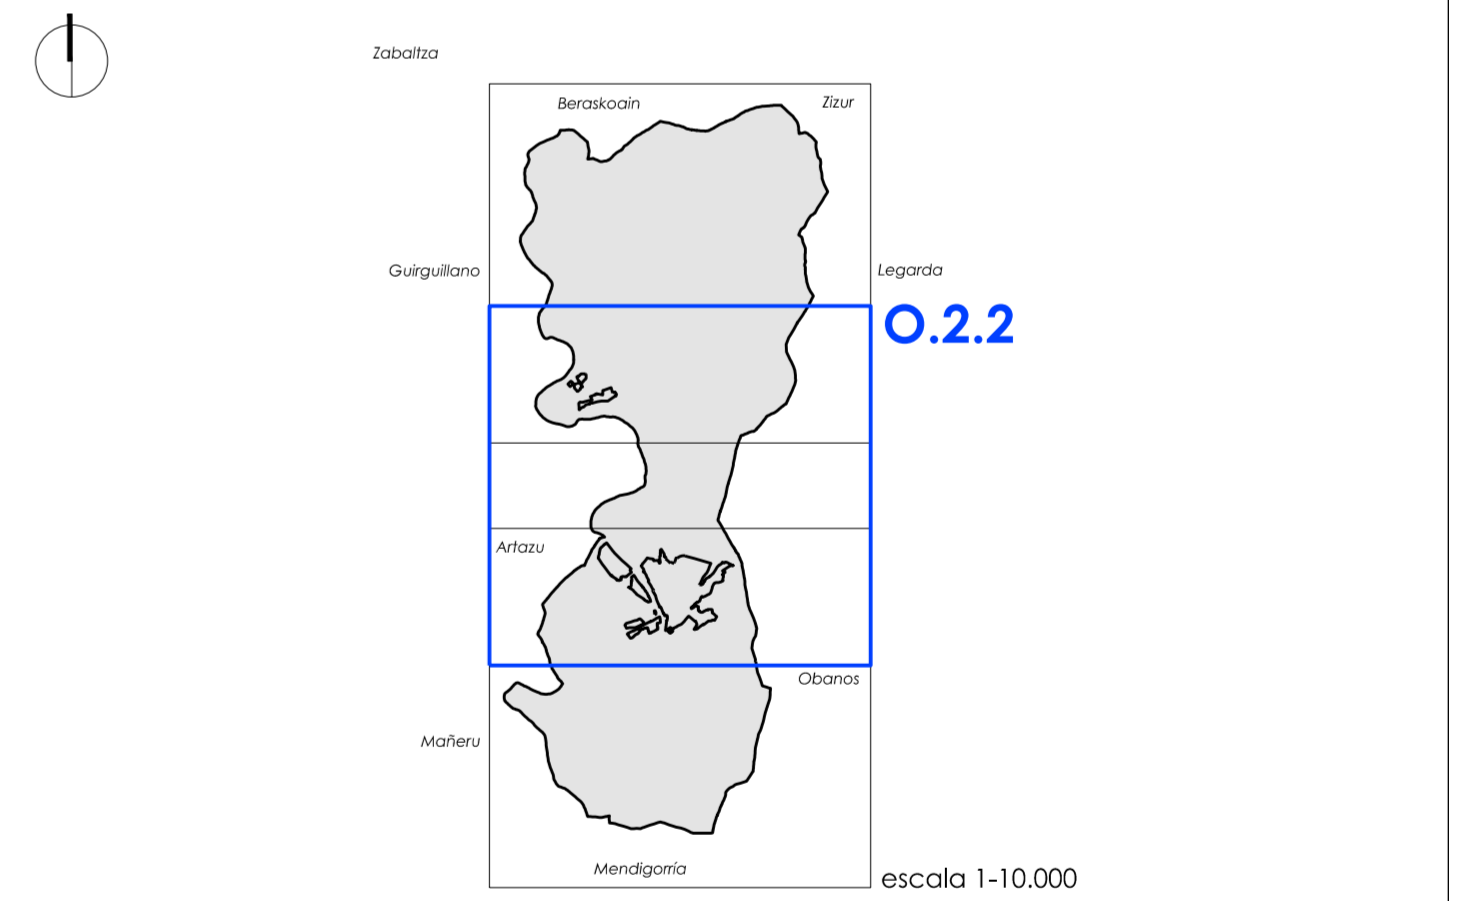 Zabaltza
Beraskoain
Zizur
Guirguillano
Legarda
O.2.2
Artazu
Obanos
Mañeru
Mendigorría
escala 1-10.000